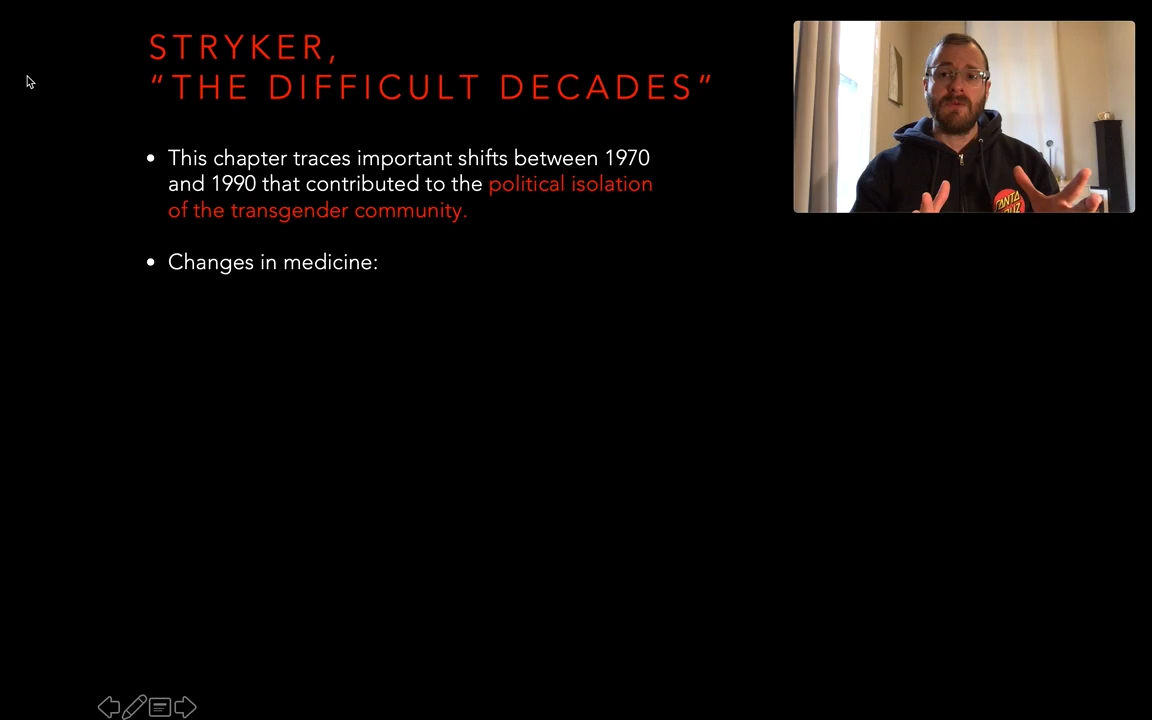 STRYKER,
“THE DIFFICULT DECADES”
• This chapter traces important shifts between 1970
and 1990 that contributed to the political isolation
of the transgender community.
• Changes in medicine: